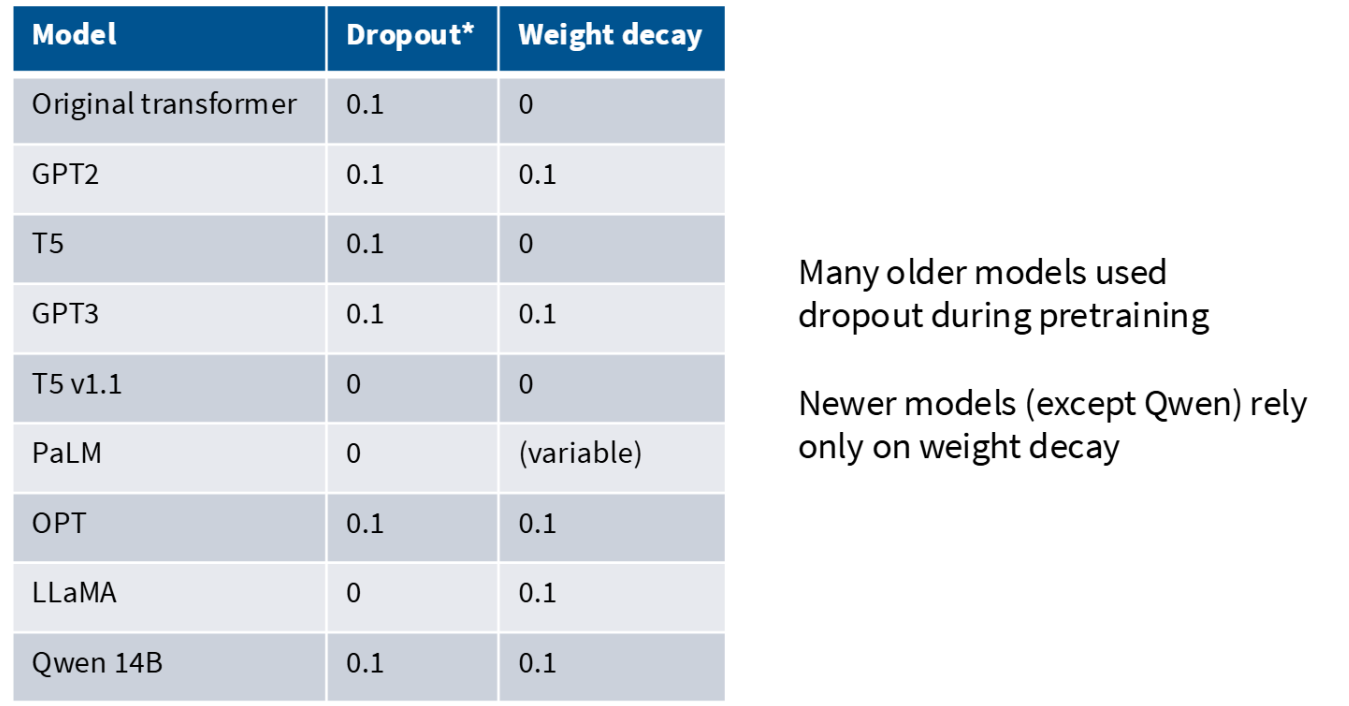 Model Dropout* Weight decay
Original transformer 0.1 0
GPT2 0.1 0.1
T5 0.1 0
GPT3 0.1 0.1
T5 v1.1 0 0
PaLM 0 (variable)
OPT 0.1 0.1
LLaMA 0 0.1
Qwen 14B 0.1 0.1
Many older models used
dropout during pretraining
Newer models (except Qwen) rely
only on weight decay